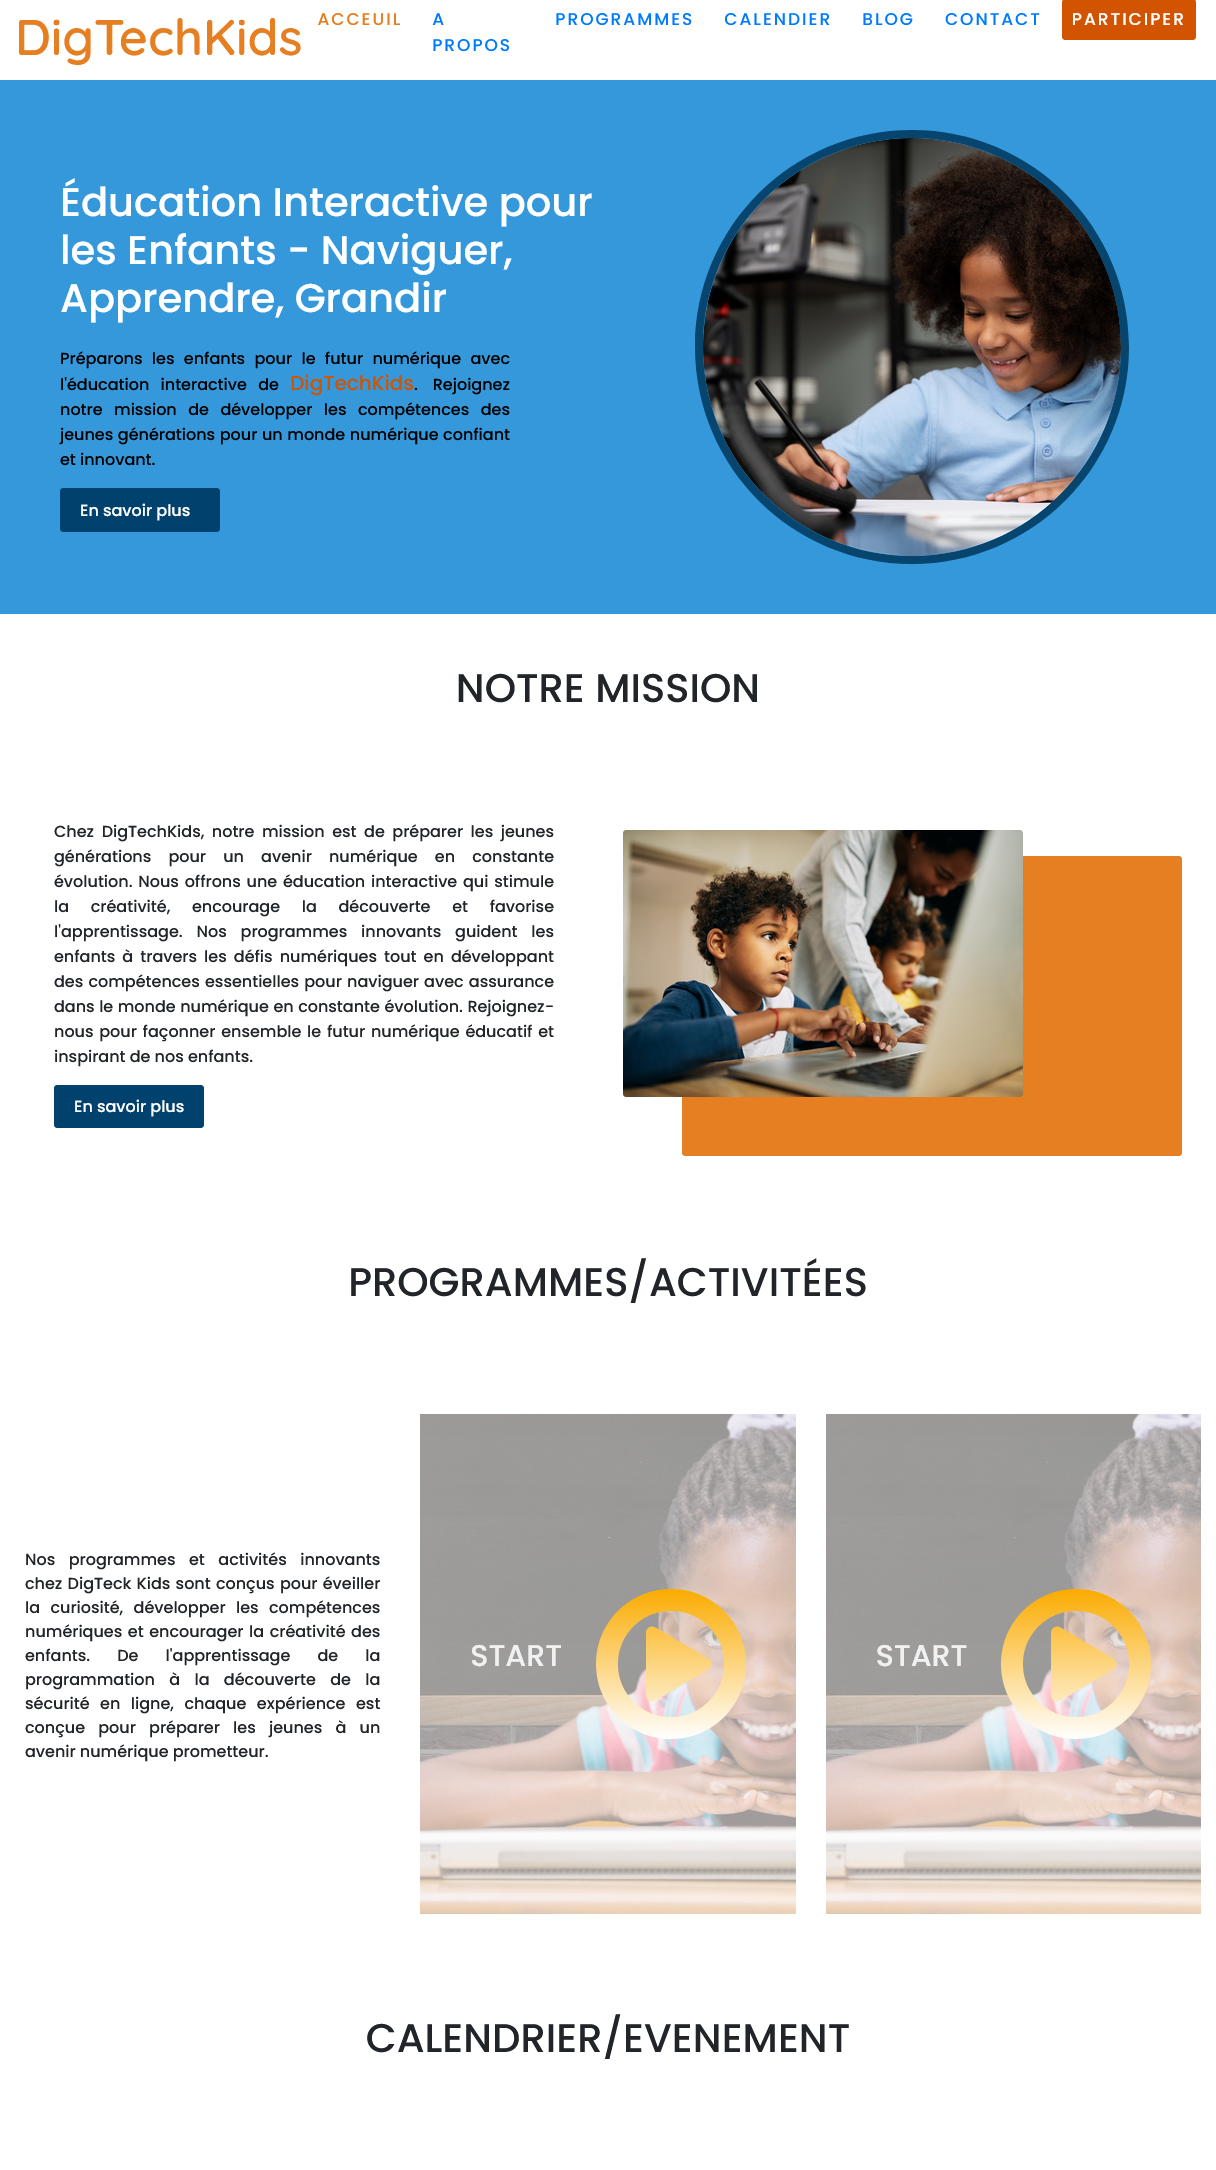 DigTechKids
ACCEUIL
A
PROPOS
PROGRAMMES
CALENDIER
BLOG
CONTACT
PARTICIPER
Éducation Interactive pour
les Enfants - Naviguer,
Apprendre, Grandir
Préparons les enfants pour le futur numérique avec
l'éducation interactive de DigTechKids. Rejoignez
notre mission de développer les compétences des
jeunes générations pour un monde numérique confiant
et innovant.
En savoir plus
NOTRE MISSION
Chez DigTechKids, notre mission est de préparer les jeunes
générations pour un avenir numérique en constante
évolution. Nous offrons une éducation interactive qui stimule
la créativité, encourage la découverte et favorise
l'apprentissage. Nos programmes innovants guident les
enfants à travers les défis numériques tout en développant
des compétences essentielles pour naviguer avec assurance
dans le monde numérique en constante évolution. Rejoignez-
nous pour façonner ensemble le futur numérique éducatif et
inspirant de nos enfants.
En savoir plus
PROGRAMMES/ACTIVITÉES
Nos programmes et activités innovants
chez DigTeck Kids sont conçus pour éveiller
la curiosité, développer les compétences
numériques et encourager la créativité des
enfants. De l'apprentissage de la
programmation à la découverte de la
sécurité en ligne, chaque expérience est
conçue pour préparer les jeunes à un
avenir numérique prometteur.
START
START
CALENDRIER/EVENEMENT